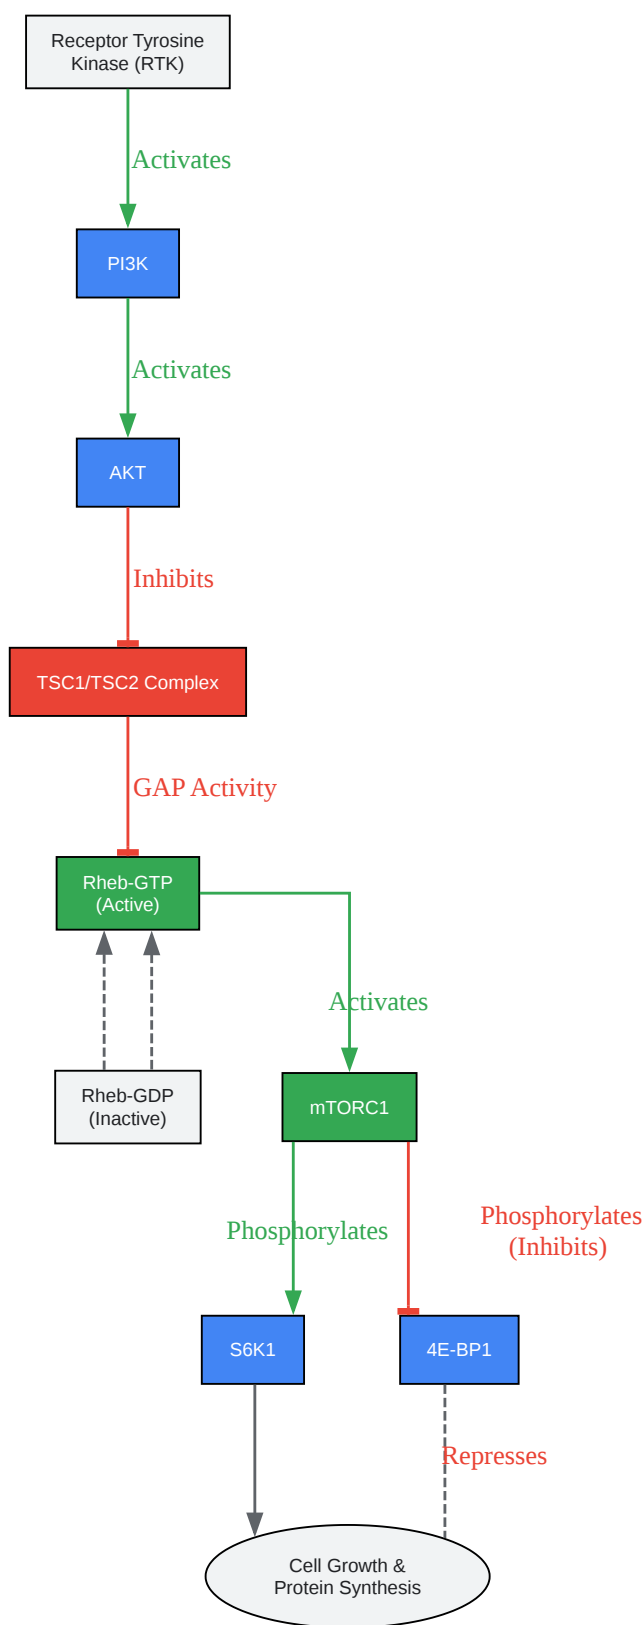 Receptor Tyrosine
Kinase (RTK)
Activates
PI3K
Activates
AKT
Inhibits
TSC1/TSC2 Complex
GAP Activity
Rheb-GTP
(Active)
Activates
Rheb-GDP
(Inactive)
mTORC1
Phosphorylates
Phosphorylates
(Inhibits)
S6K1
4E-BP1
Represses
Cell Growth &
Protein Synthesis